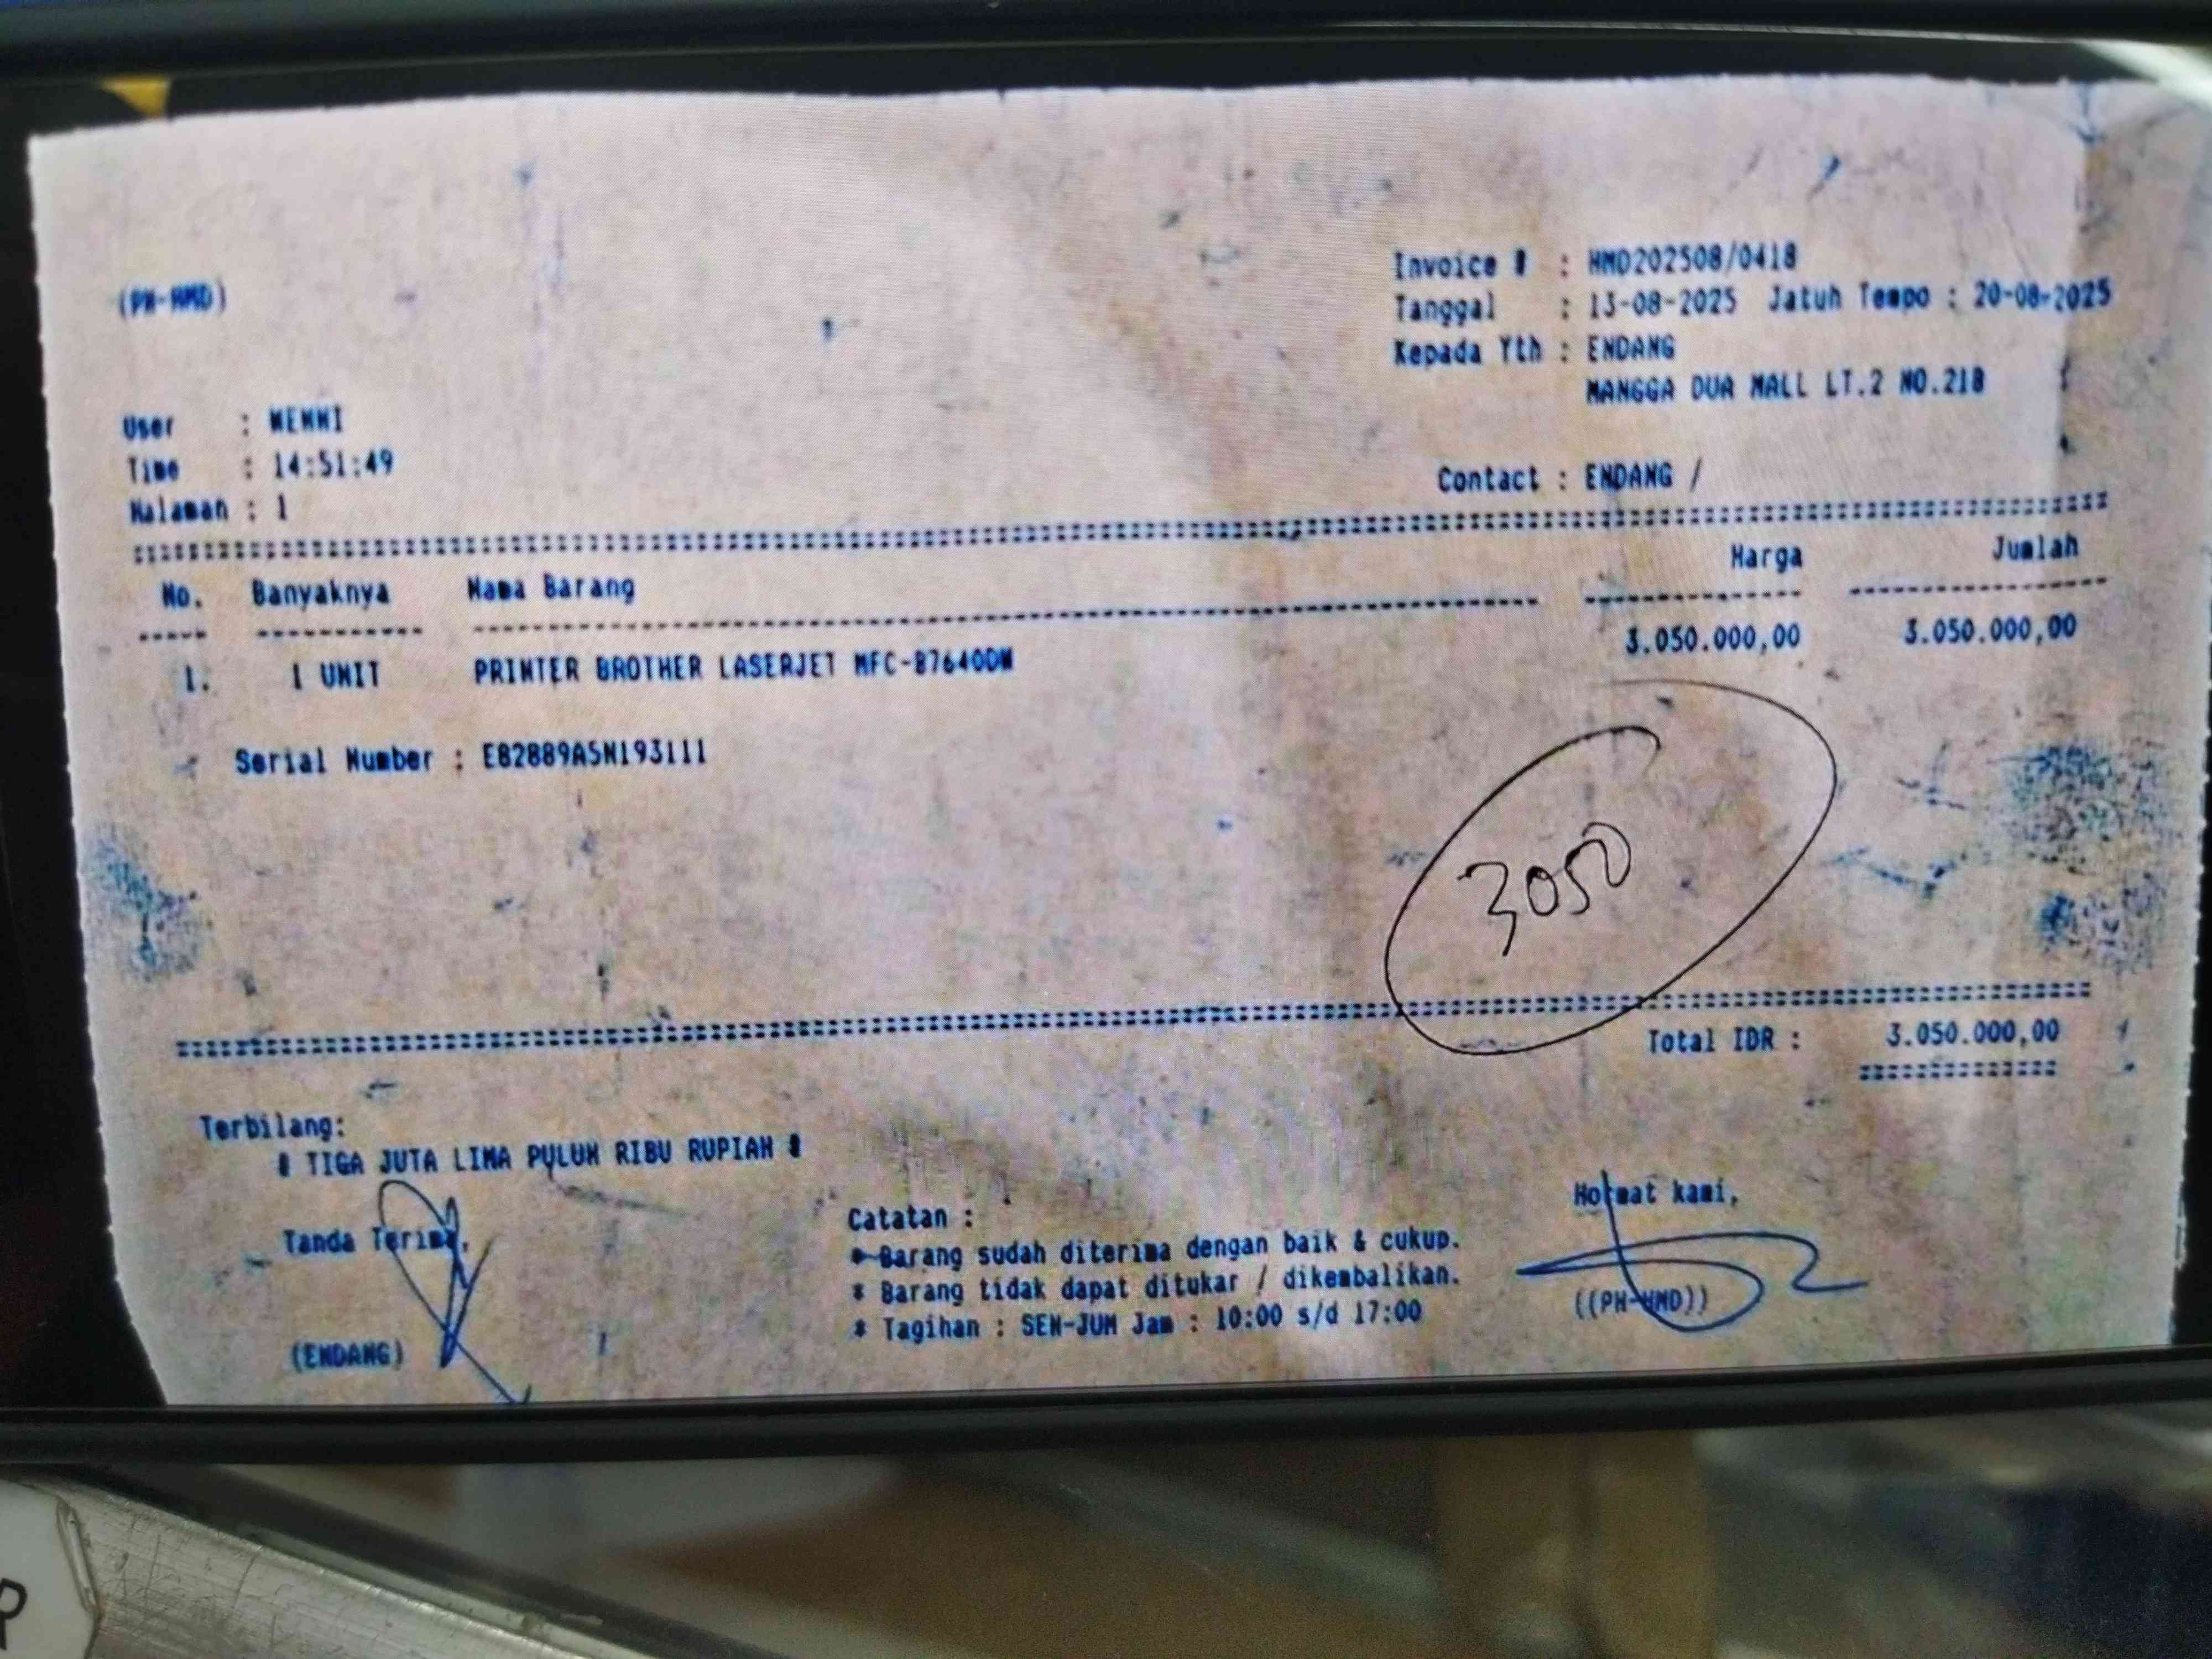 (PH-HMD)
Invoice # : HMD202508/0418
Tanggal : 13-08-2025 Jatuh Tempo : 20-08-2025
Kepada Yth : ENDANG
MANGGA DUA MALL LT.2 NO.21B
User :
Time : 14:51:49
Halaman : 1
Contact : ENDANG /
No. Banyaknya Nama Barang Harga Jumlah
1. 1 UNIT PRINTER BROTHER LASERJET MFC-B7640DW 3.050.000,00 3.050.000,00
Serial Number : E82889A5N193111
3050
Total IDR : 3.050.000,00
Terbilang:
# TIGA JUTA LIMA PULUH RIBU RUPIAH #
Tanda Terima,
Catatan :
Hormat kami,
* Barang sudah diterima dengan baik & cukup.
* Barang tidak dapat ditukar / dikembalikan.
* Tagihan : SEN-JUM Jam : 10:00 s/d 17:00
(ENDANG)
((PH-HMD))